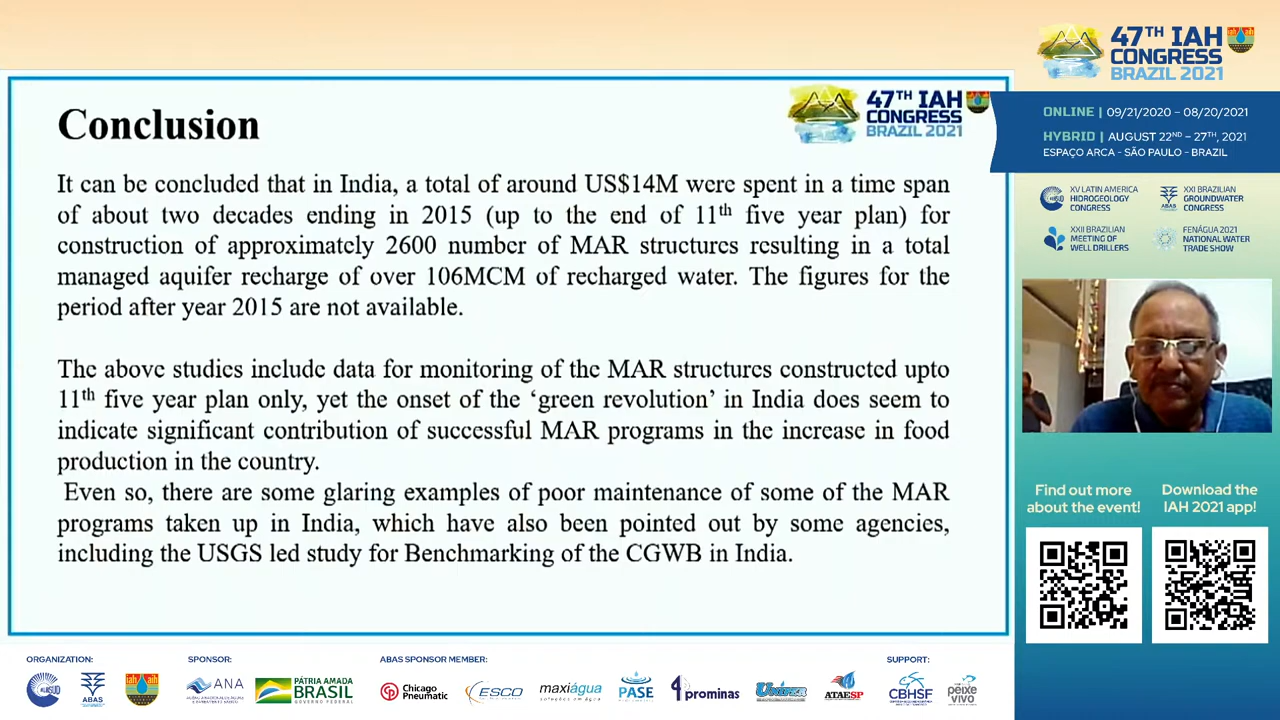 Conclusion
47TH IAH
CONGRESS
BRAZIL 2021
It can be concluded that in India, a total of around US$14M were spent in a time span
of about two decades ending in 2015 (up to the end of 11th five year plan) for
construction of approximately 2600 number of MAR structures resulting in a total
managed aquifer recharge of over 106MCM of recharged water. The figures for the
period after year 2015 are not available.
The above studies include data for monitoring of the MAR structures constructed upto
11th five year plan only, yet the onset of the ‘green revolution’ in India does seem to
indicate significant contribution of successful MAR programs in the increase in food
production in the country.
Even so, there are some glaring examples of poor maintenance of some of the MAR
programs taken up in India, which have also been pointed out by some agencies,
including the USGS led study for Benchmarking of the CGWB in India.
47TH IAH
CONGRESS
BRAZIL 2021
ONLINE | 09/21/2020 – 08/20/2021
HYBRID | AUGUST 22ND – 27TH, 2021
ESPAÇO ARCA - SÃO PAULO - BRAZIL
XV LATIN AMERICA
HIDROGEOLOGY
CONGRESS
XXI BRAZILIAN
GROUNDWATER
CONGRESS
XXII BRAZILIAN
MEETING OF
WELL DRILLERS
FENÁGUA 2021
NATIONAL WATER
TRADE SHOW
Find out more
about the event!
Download the
IAH 2021 app!
ORGANIZATION:
ABAS
SPONSOR:
ANA
PÁTRIA AMADA
BRASIL
GOVERNO FEDERAL
ABAS SPONSOR MEMBER:
Chicago
Pneumatic
ESCO
maxiágua
soluções em água
PASE
prominas
ATAESP
SUPPORT:
CBHSF
peixe
vivo